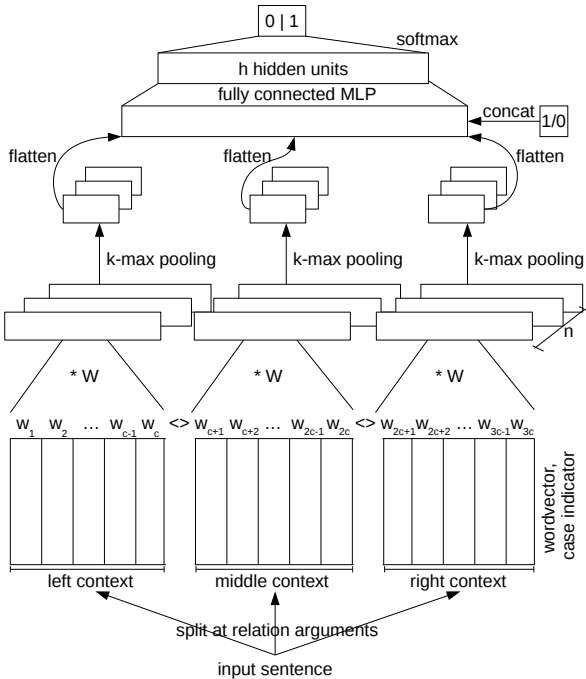 0 | 1
softmax
h hidden units
fully connected MLP
concat
1/0
flatten flatten flatten
k-max pooling k-max pooling k-max pooling
n
* W * W * W
w1 w2 … wc-1 wc <> wc+1 wc+2 … w2c-1 w2c <> w2c+1 w2c+2 … w3c-1 w3c
wordvector,
case indicator
left context middle context right context
split at relation arguments
input sentence